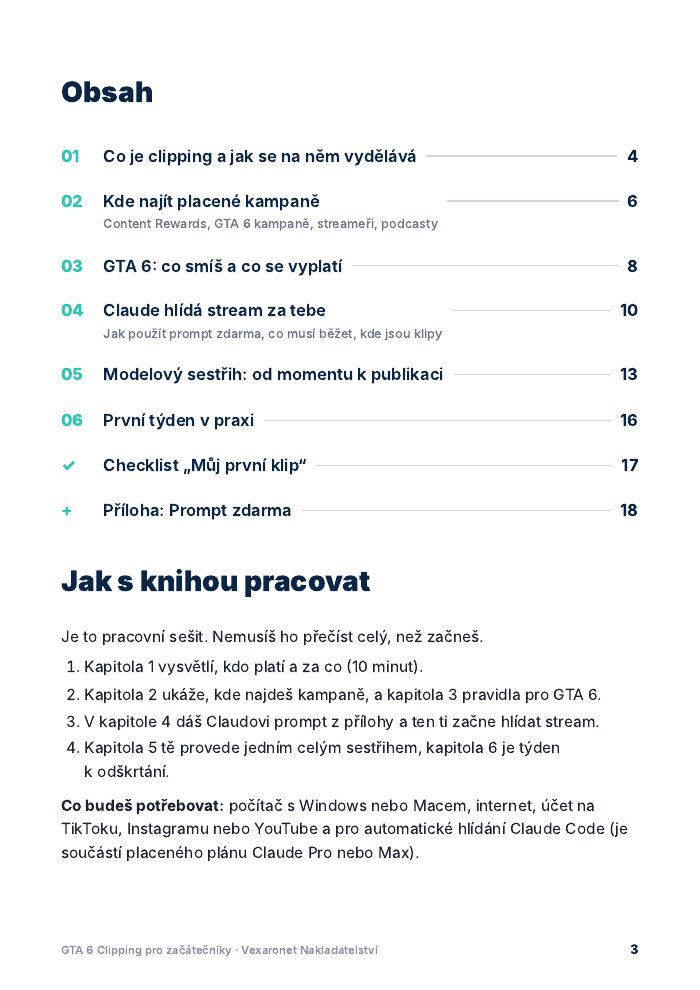 Obsah
01 Co je clipping a jak se na něm vydělává 4
02 Kde najít placené kampaně 6
Content Rewards, GTA 6 kampaně, streameři, podcasty
03 GTA 6: co smíš a co se vyplatí 8
04 Claude hlídá stream za tebe 10
Jak použít prompt zdarma, co musí běžet, kde jsou klipy
05 Modelový sestřih: od momentu k publikaci 13
06 První týden v praxi 16
✓ Checklist „Můj první klip“ 17
+ Příloha: Prompt zdarma 18
Jak s knihou pracovat
Je to pracovní sešit. Nemusíš ho přečíst celý, než začneš.
1. Kapitola 1 vysvětlí, kdo platí a za co (10 minut).
2. Kapitola 2 ukáže, kde najdeš kampaně, a kapitola 3 pravidla pro GTA 6.
3. V kapitole 4 dáš Claudovi prompt z přílohy a ten ti začne hlídat stream.
4. Kapitola 5 tě provede jedním celým sestřihem, kapitola 6 je týden
k odškrtání.
Co budeš potřebovat: počítač s Windows nebo Macem, internet, účet na
TikToku, Instagramu nebo YouTube a pro automatické hlídání Claude Code (je
součástí placeného plánu Claude Pro nebo Max).
GTA 6 Clipping pro začátečníky · Vexaronet Nakladatelství 3